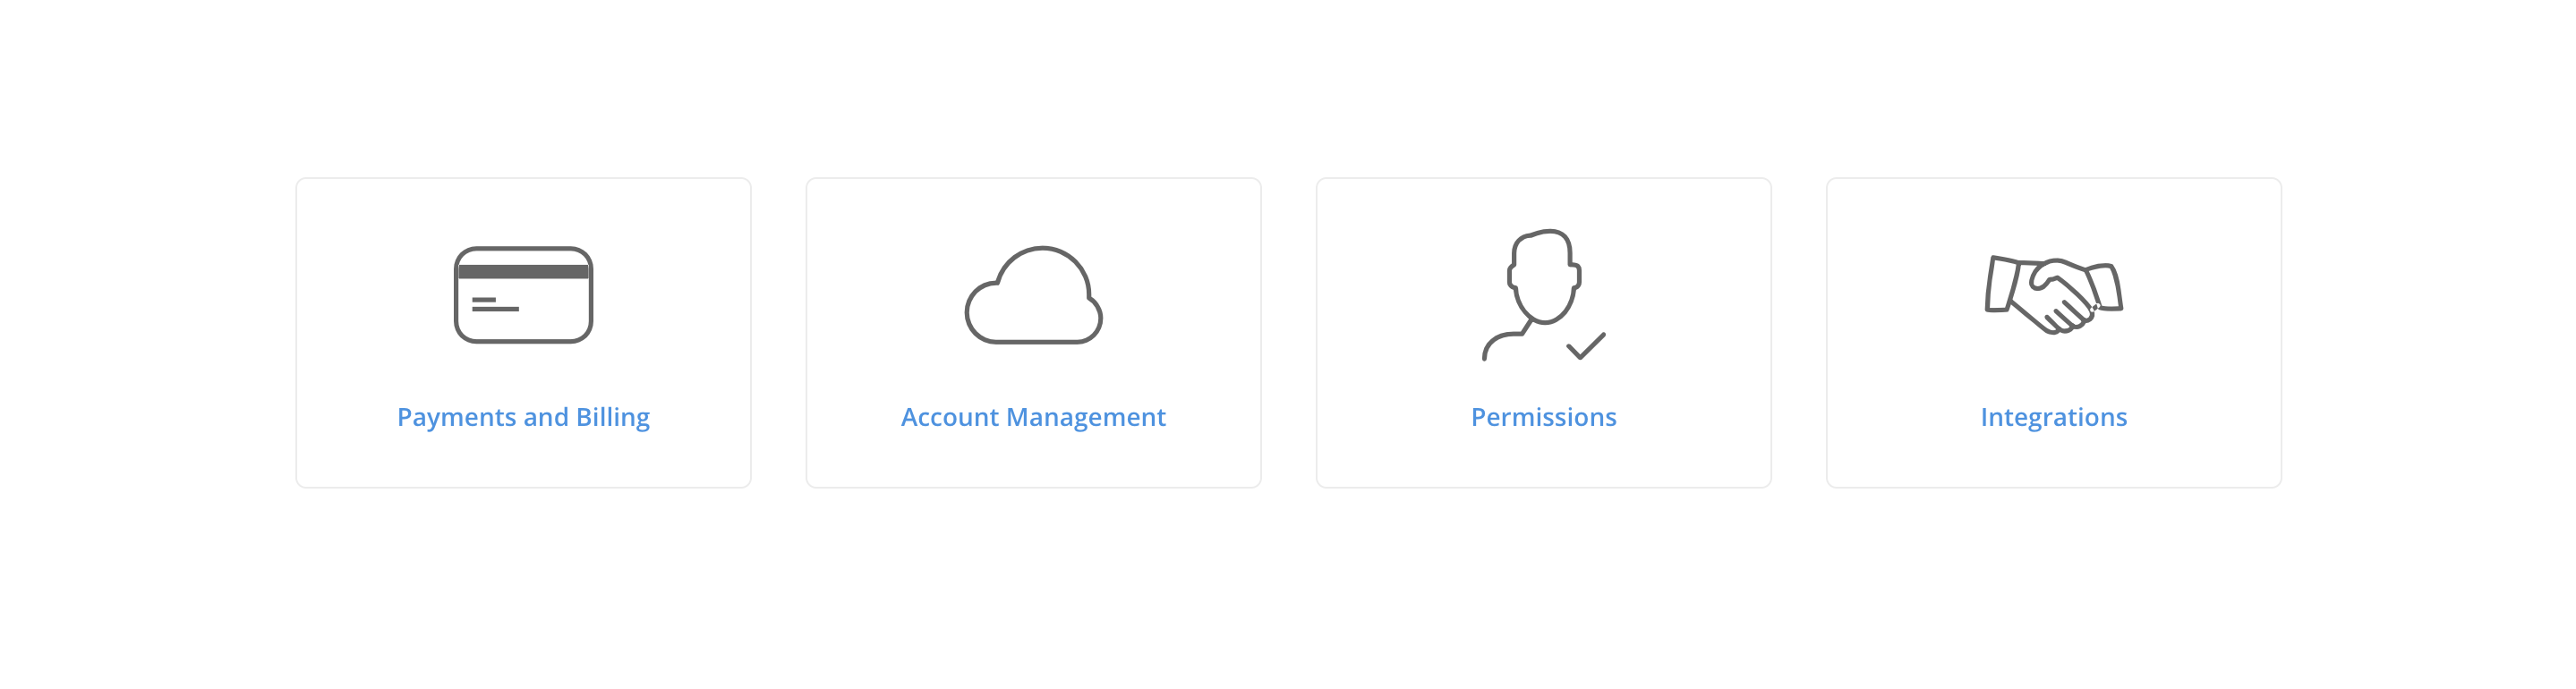 Payments and Billing
Account Management
Permissions
Integrations